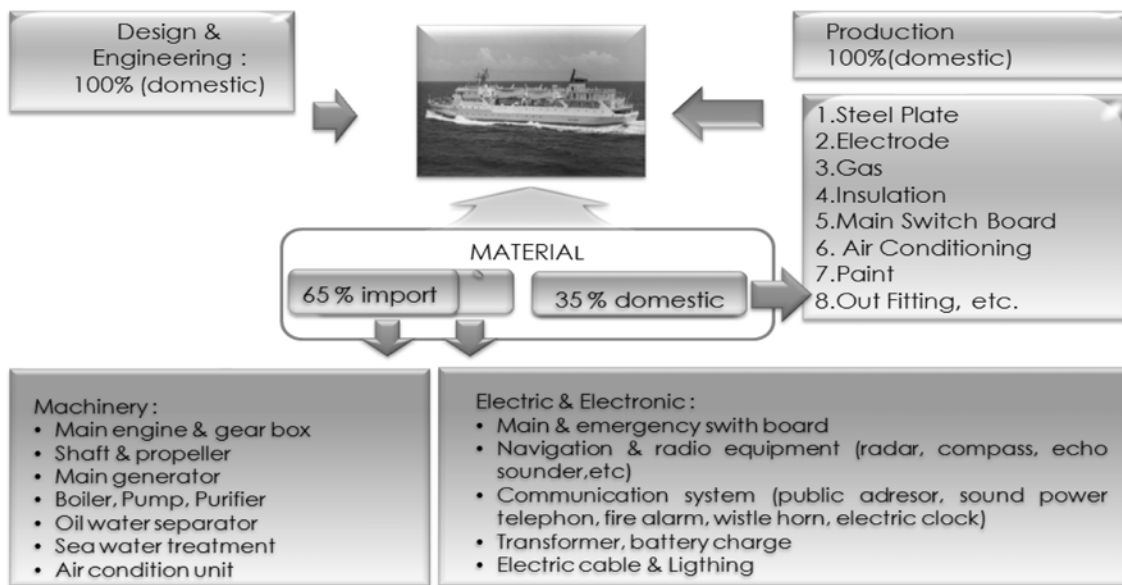 Design &
Engineering :
100% (domestic)
Production
100%(domestic)
1.Steel Plate
2.Electrode
3.Gas
4.Insulation
5.Main Switch Board
6. Air Conditioning
7.Paint
8.Out Fitting, etc.
MATERIAL
65 % import
35 % domestic
Machinery :
• Main engine & gear box
• Shaft & propeller
• Main generator
• Boiler, Pump, Purifier
• Oil water separator
• Sea water treatment
• Air condition unit
Electric & Electronic :
• Main & emergency swith board
• Navigation & radio equipment (radar, compass, echo
sounder,etc)
• Communication system (public adresor, sound power
telephon, fire alarm, wistle horn, electric clock)
• Transformer, battery charge
• Electric cable & Ligthing